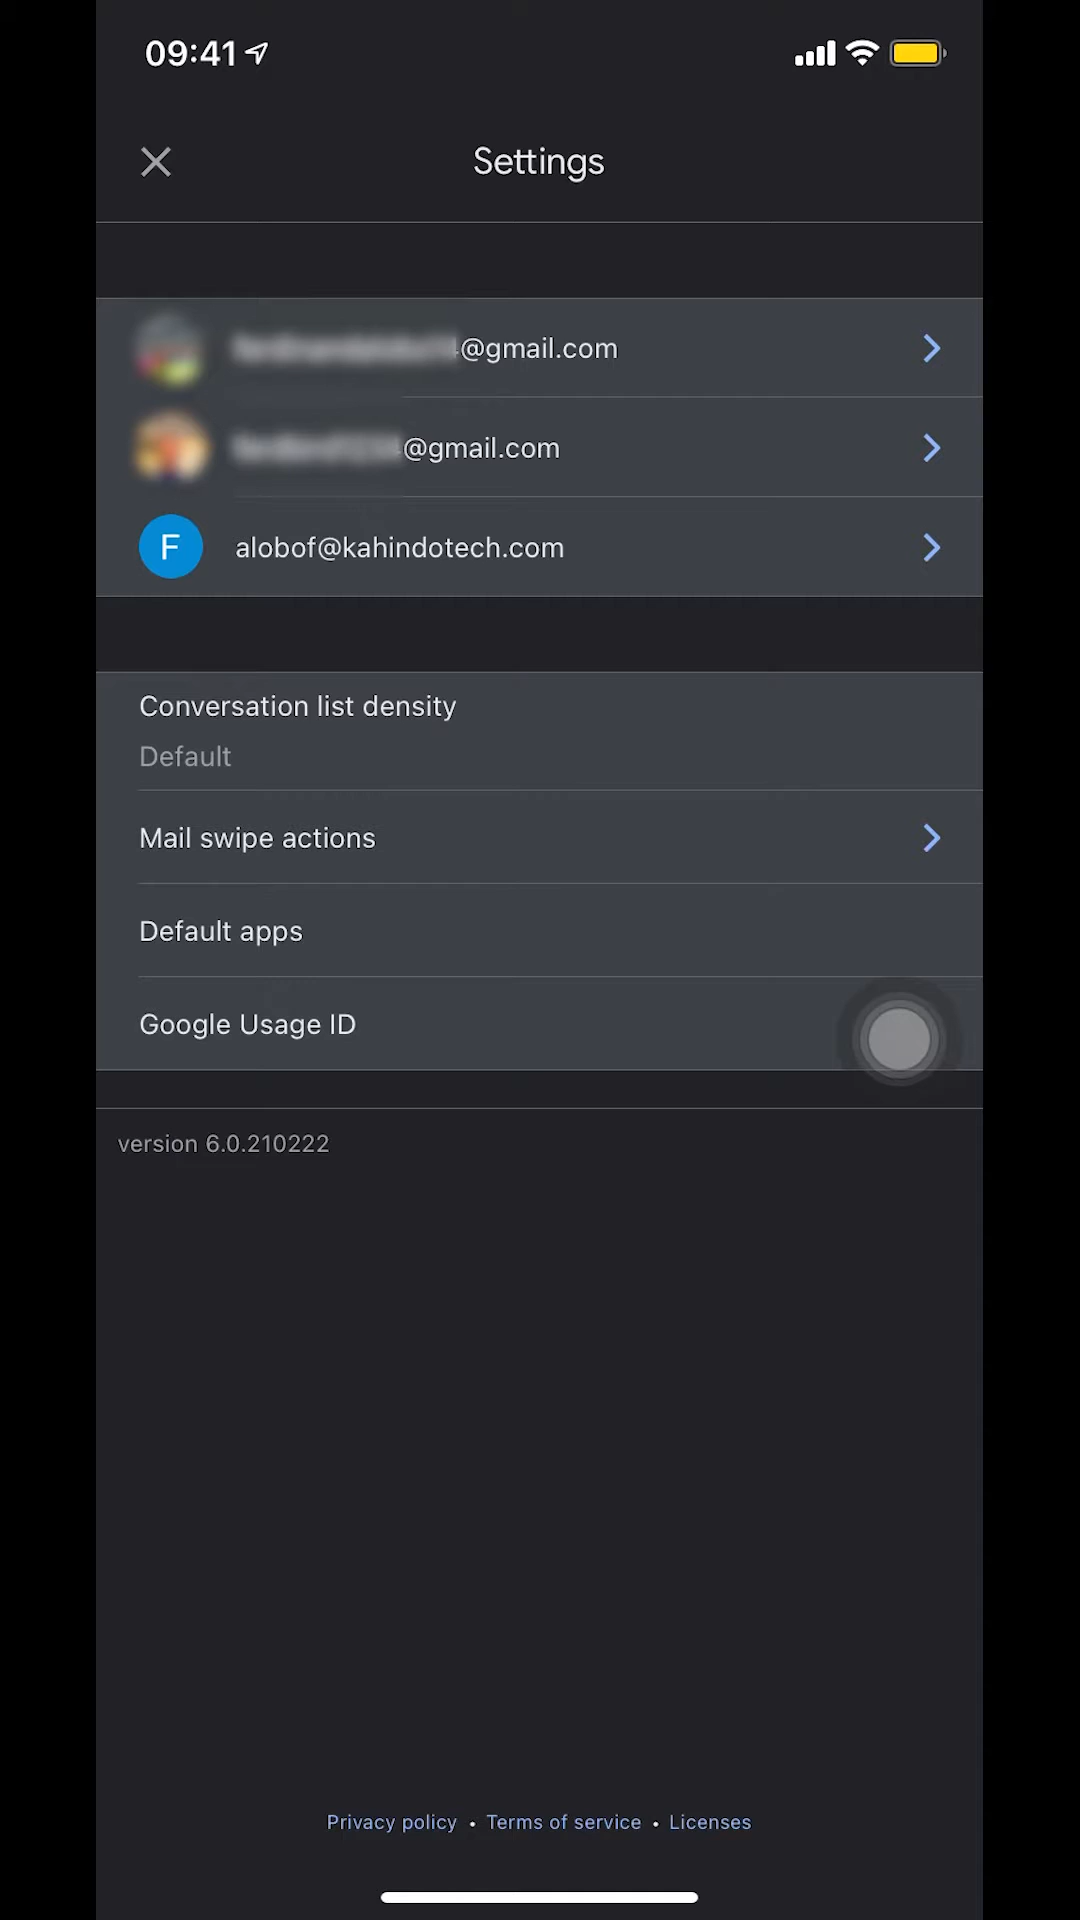 09:41
Settings
@gmail.com
@gmail.com
F
alobof@kahindotech.com
Conversation list density
Default
Mail swipe actions
Default apps
Google Usage ID
version 6.0.210222
Privacy policy • Terms of service • Licenses